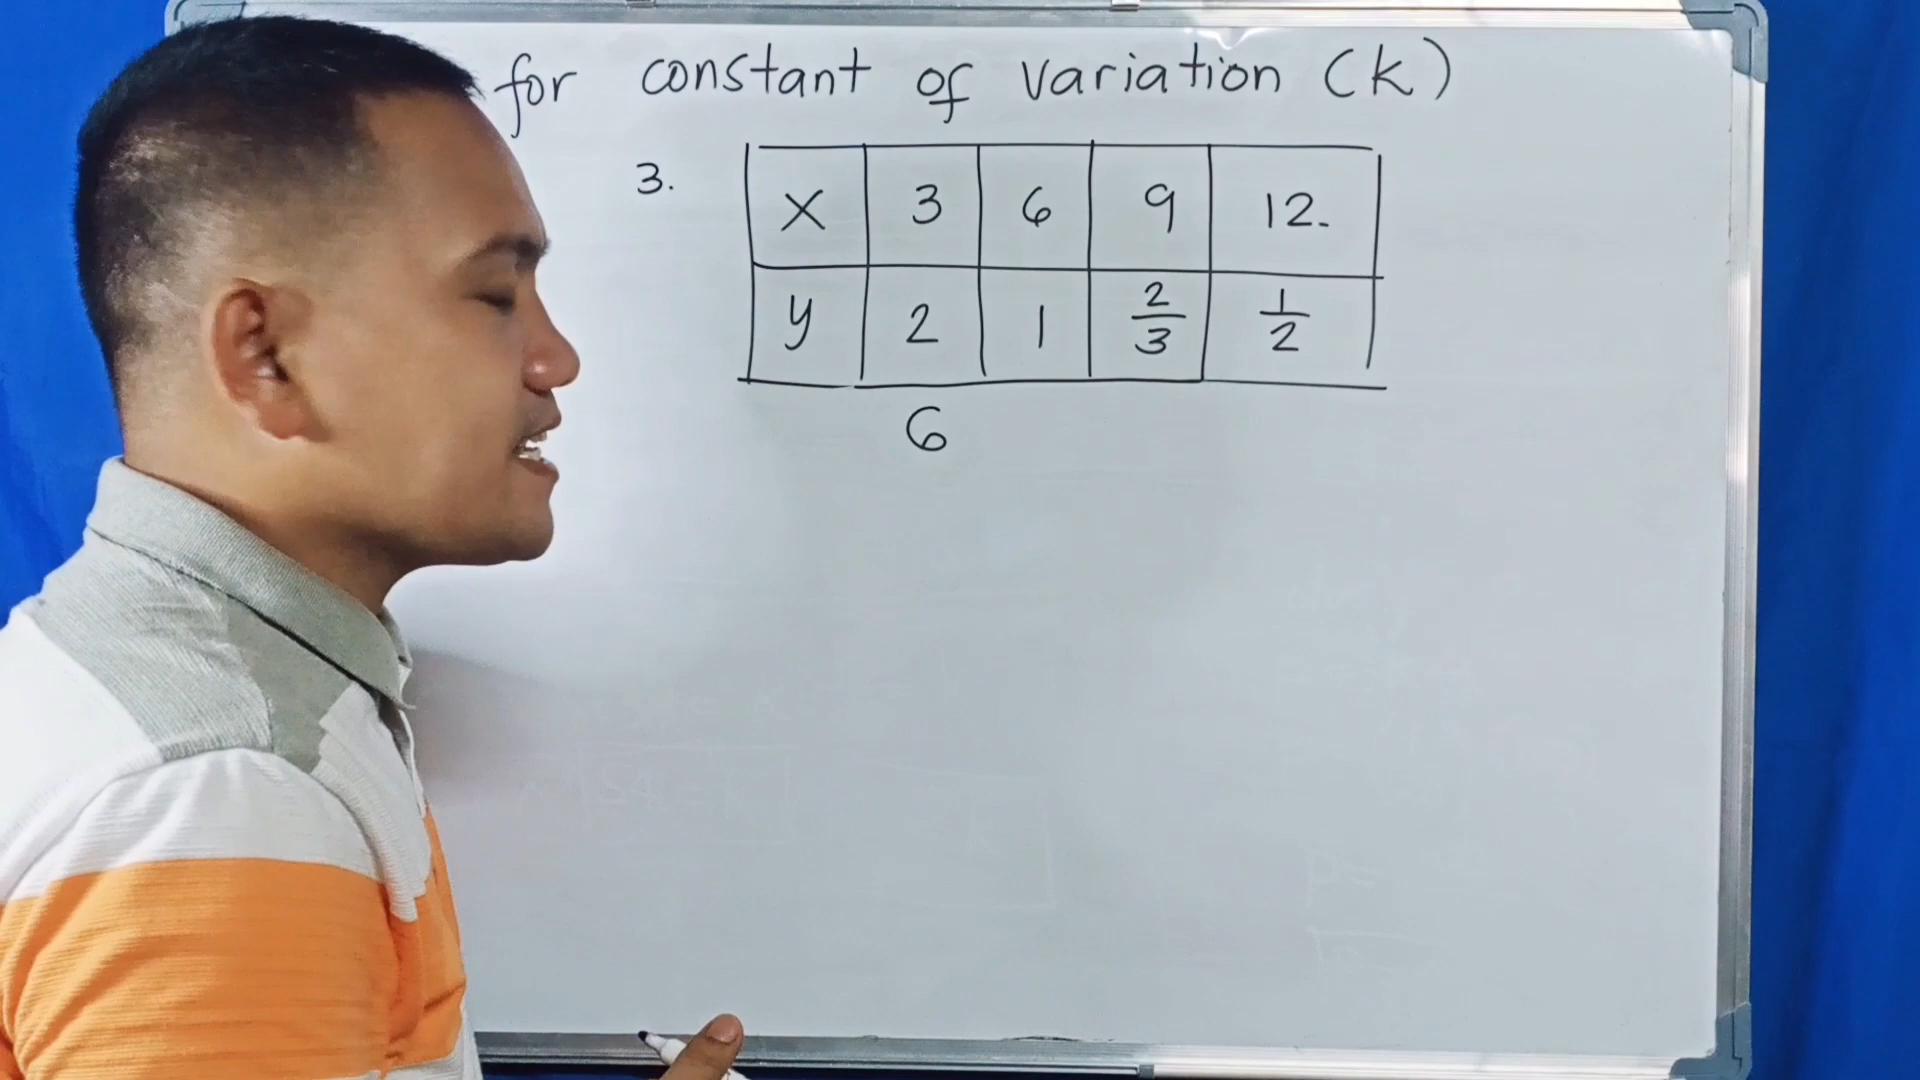 for constant of variation (k)
3.
x 3 6 9 12.
y 2 1 2/3 1/2
6